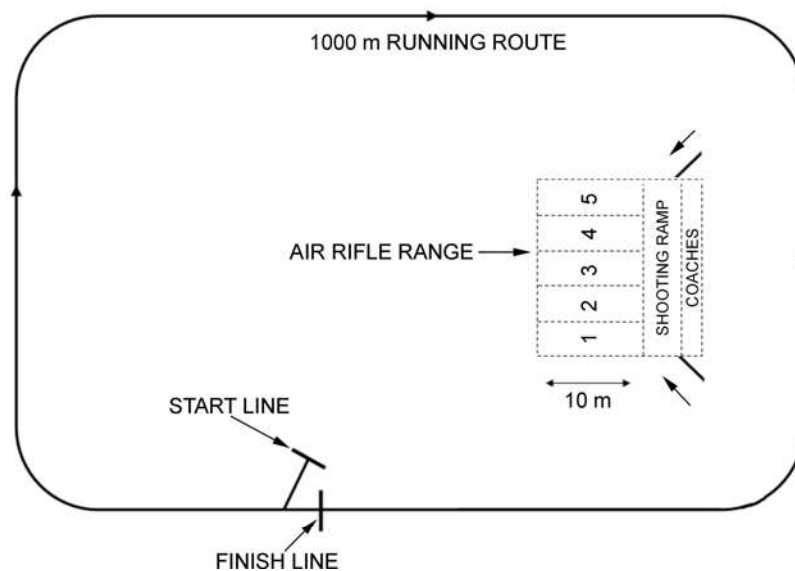 1000 m RUNNING ROUTE
AIR RIFLE RANGE
5
4
3
2
1
SHOOTING RAMP
COACHES
10 m
START LINE
FINISH LINE